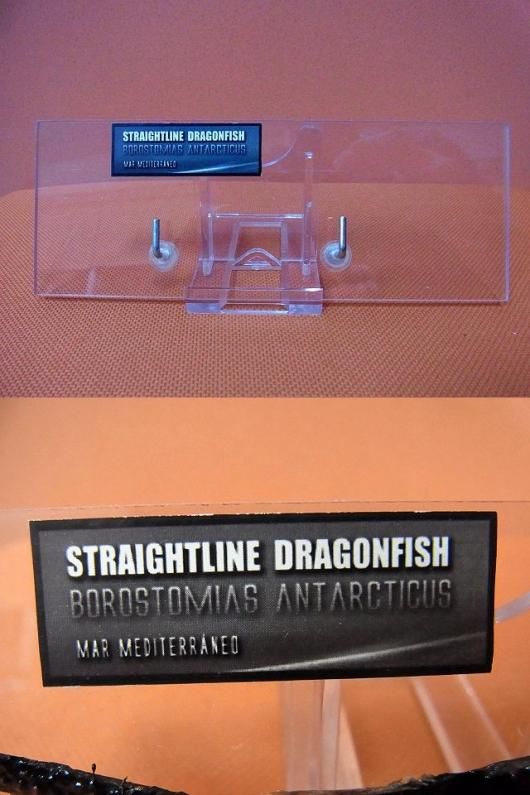 STRAIGHTLINE DRAGONFISH
BOROSTOMIAS ANTARCTICUS
MAR MEDITERRÁNEO
STRAIGHTLINE DRAGONFISH
BOROSTOMIAS ANTARCTICUS
MAR MEDITERRÁNEO